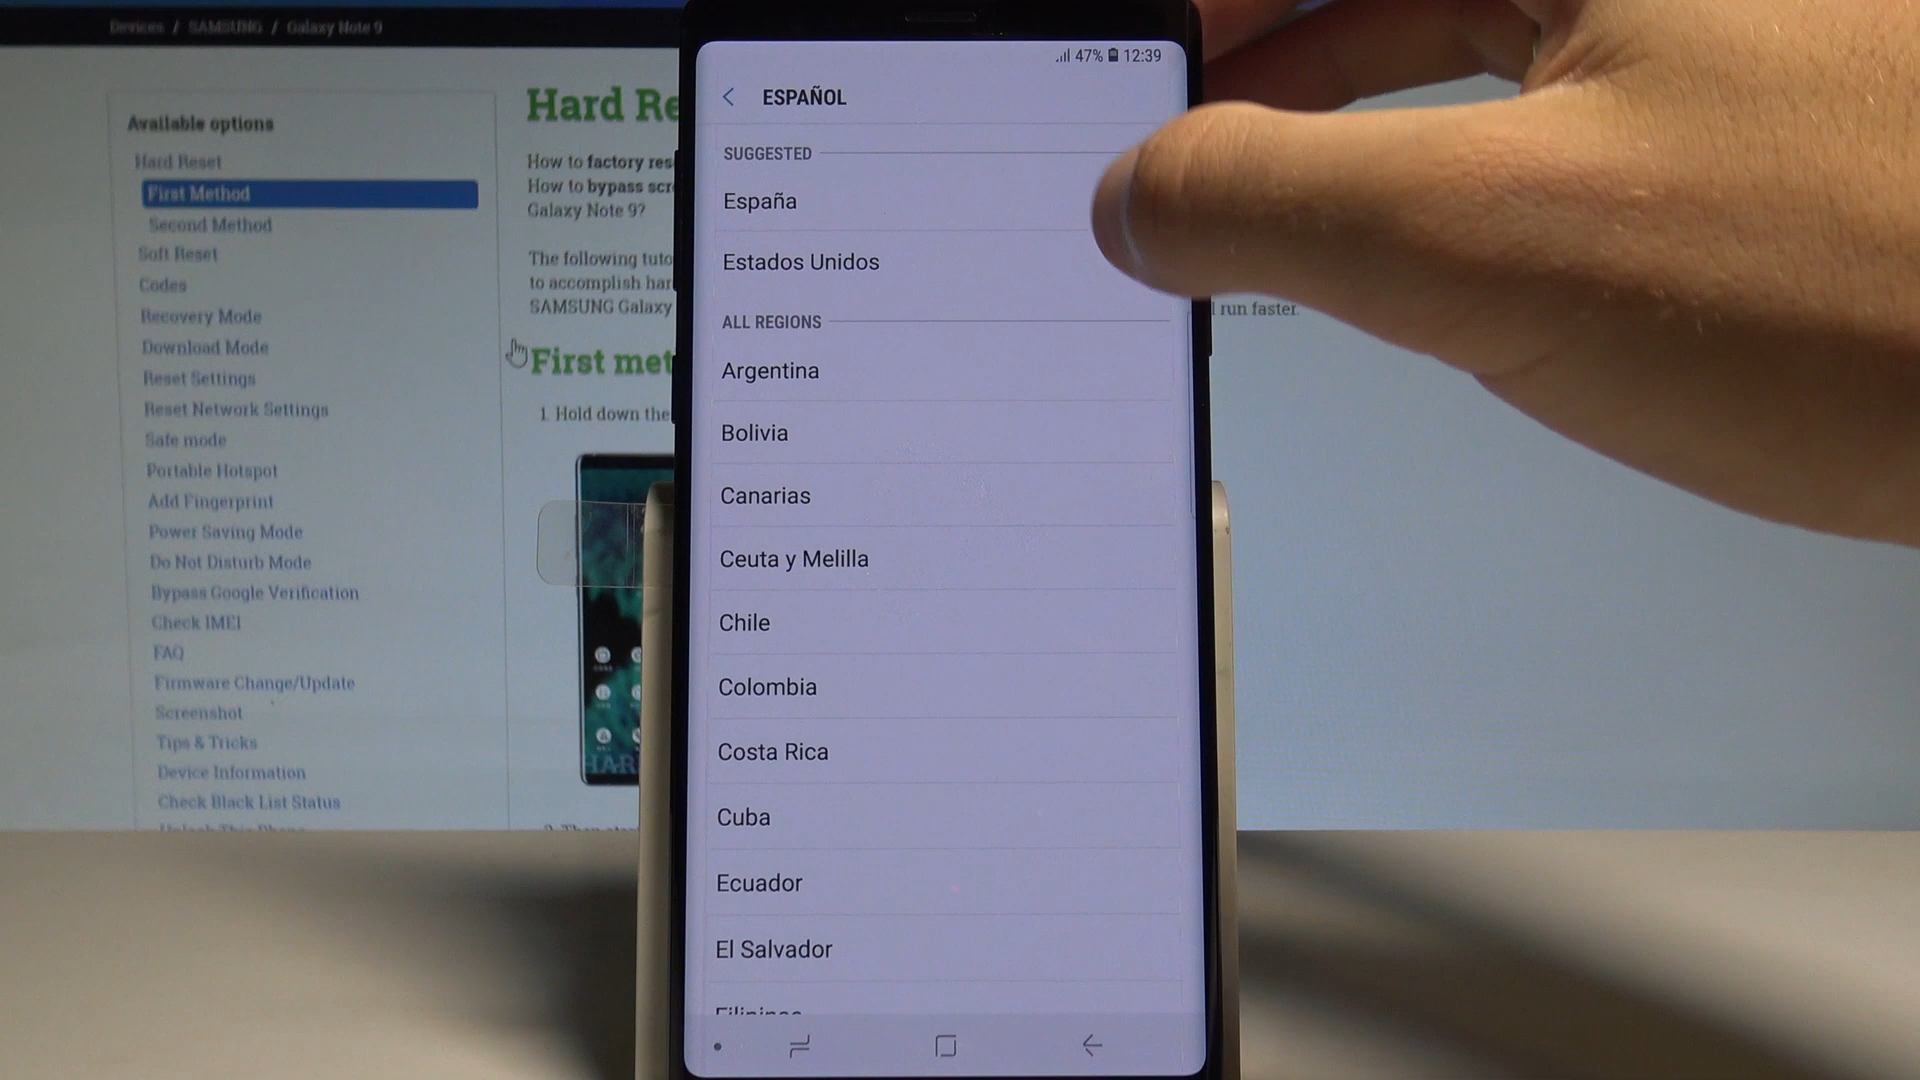 Devices / SAMSUNG / Galaxy Note 9
Available options
Hard Reset
First Method
Second Method
Soft Reset
Codes
Recovery Mode
Download Mode
Reset Settings
Reset Network Settings
Safe mode
Portable Hotspot
Add Fingerprint
Power Saving Mode
Do Not Disturb Mode
Bypass Google Verification
Check IMEI
FAQ
Firmware Change/Update
Screenshot
Tips & Tricks
Device Information
Check Black List Status
Hard Re
How to factory res
How to bypass scr
Galaxy Note 9?
The following tuto
to accomplish har
SAMSUNG Galaxy
run faster.
First met
1. Hold down the
HAR
47% 12:39
ESPAÑOL
SUGGESTED
España
Estados Unidos
ALL REGIONS
Argentina
Bolivia
Canarias
Ceuta y Melilla
Chile
Colombia
Costa Rica
Cuba
Ecuador
El Salvador